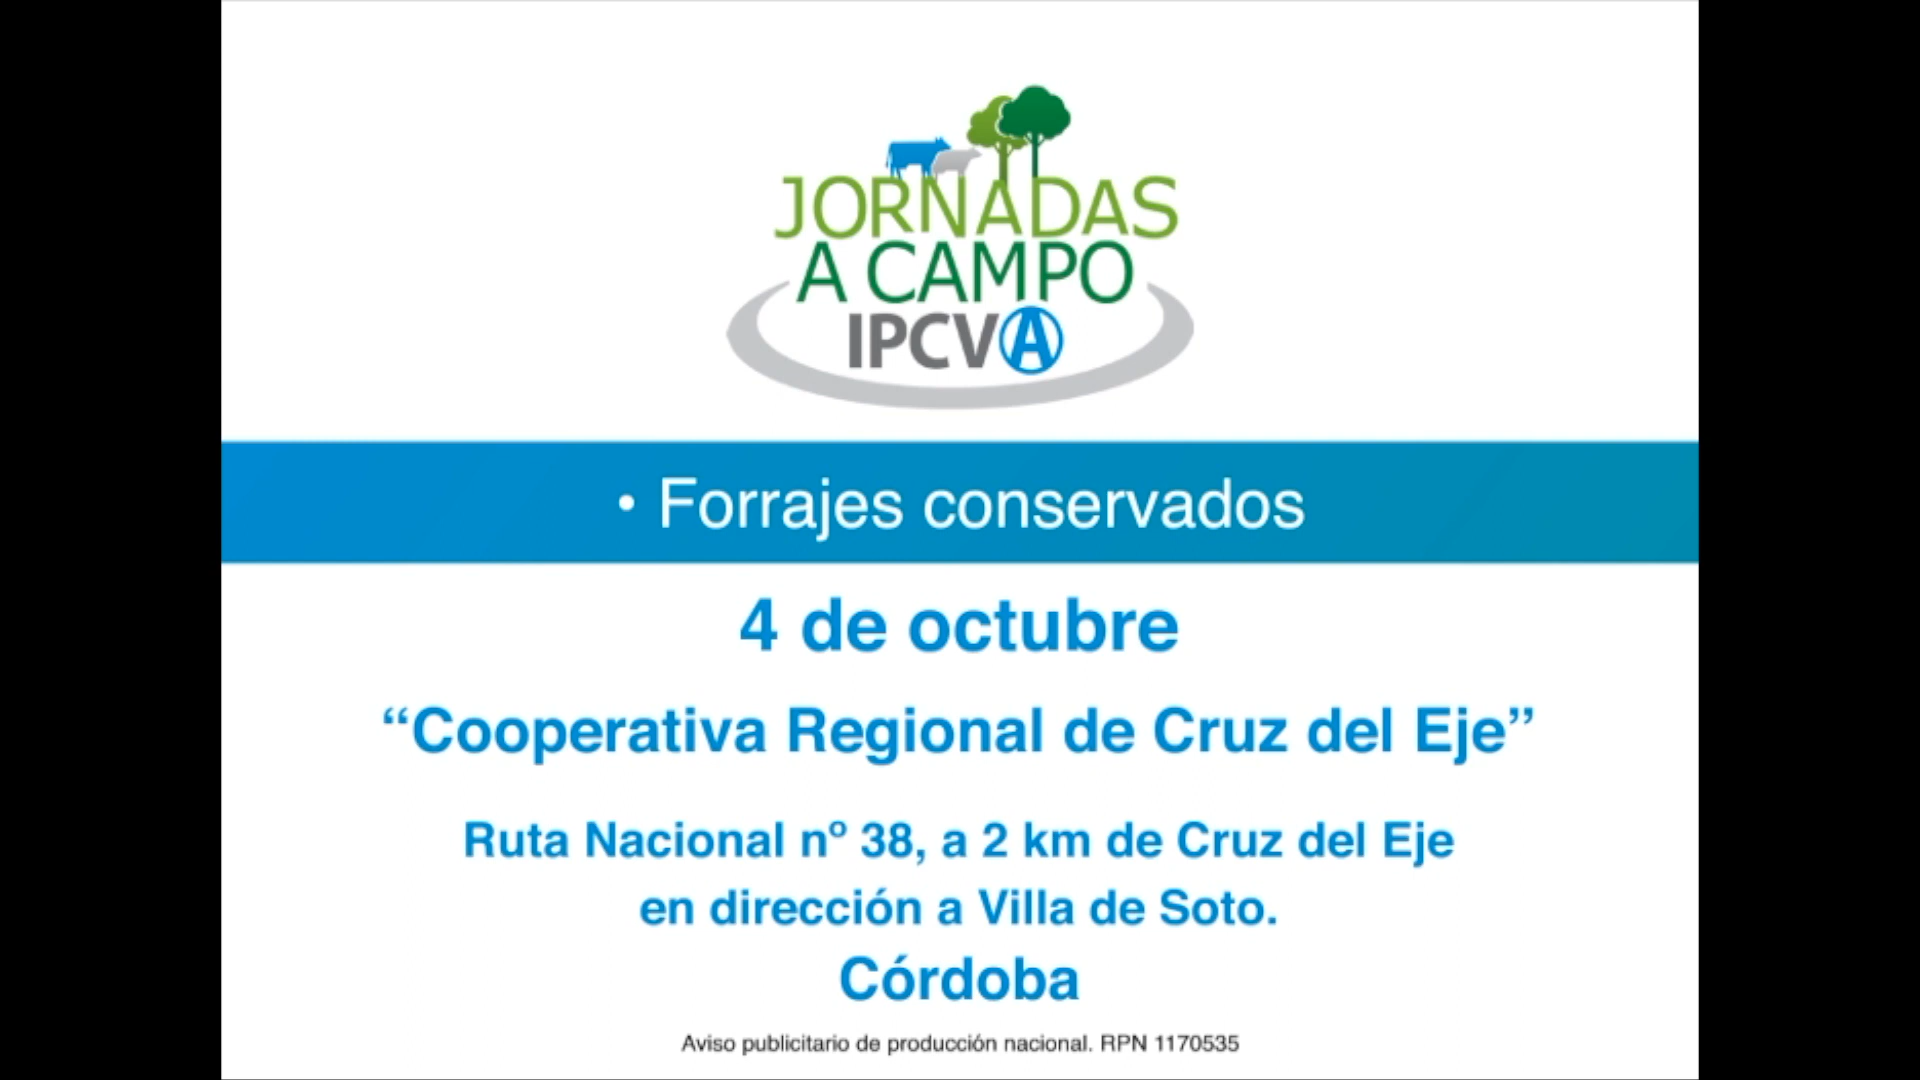 JORNADAS
A CAMPO
IPCVA
• Forrajes conservados
4 de octubre
“Cooperativa Regional de Cruz del Eje”
Ruta Nacional nº 38, a 2 km de Cruz del Eje
en dirección a Villa de Soto.
Córdoba
Aviso publicitario de producción nacional. RPN 1170535